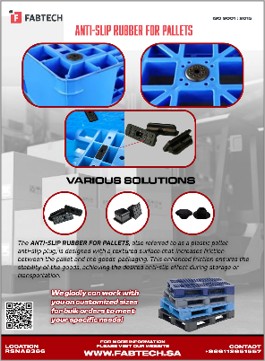 FABTECH
ISO 9001 : 2015
ANTI-SLIP RUBBER FOR PALLETS
VARIOUS SOLUTIONS
The ANTI-SLIP RUBBER FOR PALLETS, also referred to as a plastic pallet
anti-slip plug, is designed with a textured surface that increases friction
between the pallet and the goods packaging. This enhanced friction ensures the
stability of the goods, achieving the desired anti-slip effect during storage or
transportation.
We gladly can work with
you on customized sizes
for bulk orders to meet
your specific needs!
LOCATION
RSNA8366
FOR MORE INFORMATION
PLEASE VISIT OUR WEBSITE
WWW.FABTECH.SA
CONTACT